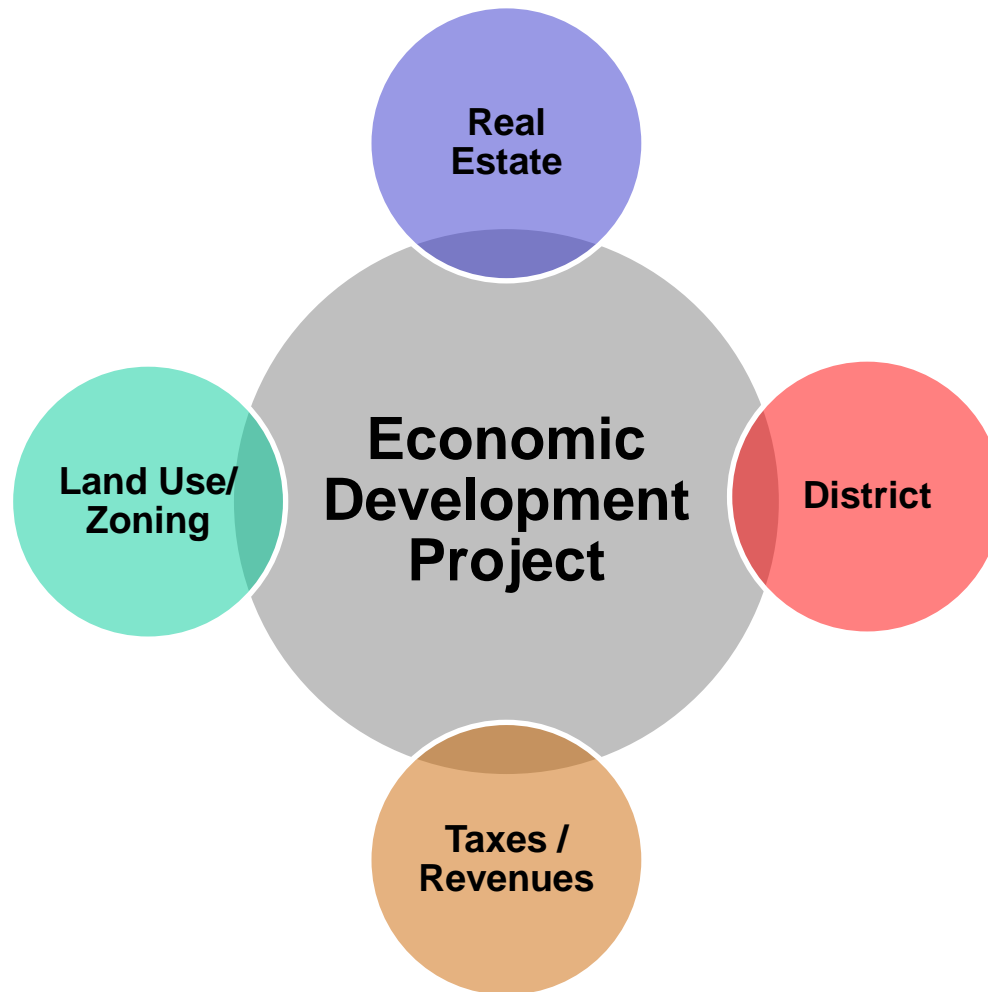 Real
Estate
Land Use/
Zoning
Economic
Development
Project
District
Taxes /
Revenues